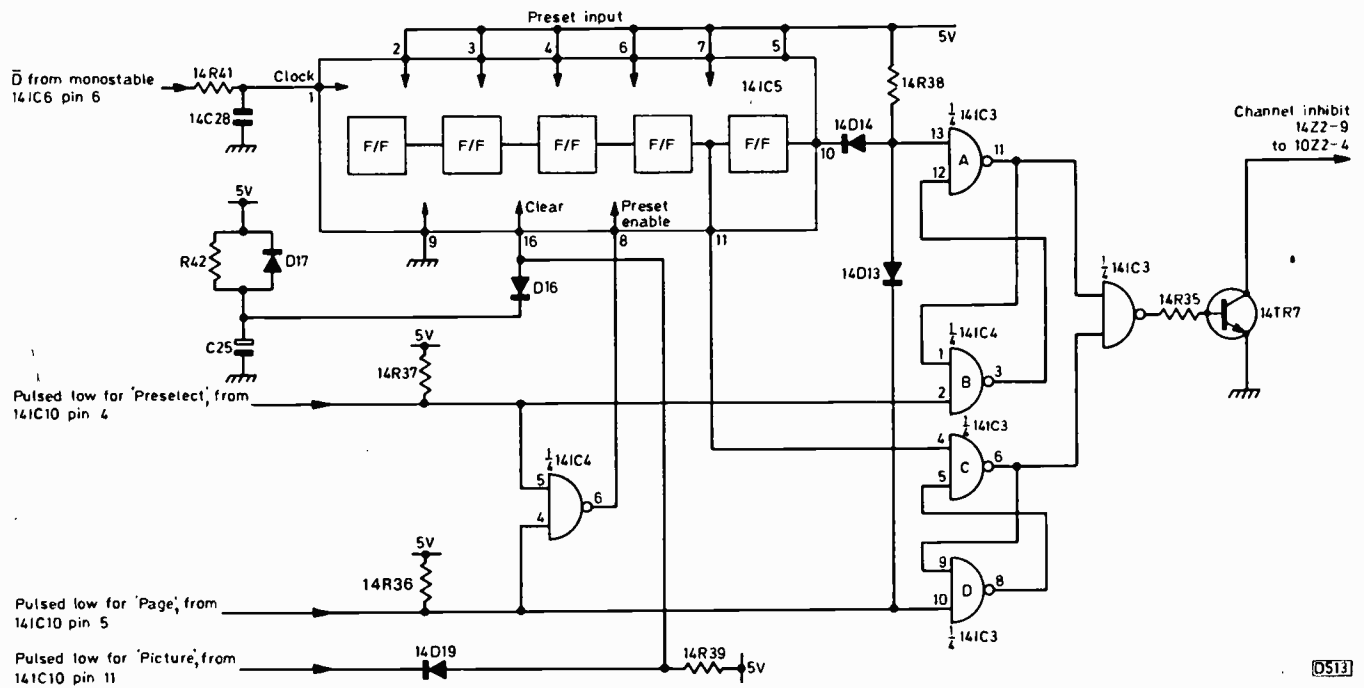 Preset input
5V
2
3
4
6
7
5
D̄ from monostable
14IC6 pin 6
14R41
Clock
1
14C28
14IC5
14R38
F/F
F/F
F/F
F/F
F/F
10
14D14
1/4 14IC3
13
12
A
11
Channel inhibit
14Z2-9
to 10Z2-4
5V
R42
D17
9
Clear
16
Preset
enable
8
11
D16
C25
14D13
1/4 14IC4
1
2
B
3
1/4 14IC3
14R35
14TR7
5V
14R37
Pulsed low for 'Preselect', from
14IC10 pin 4
1/4 14IC4
5
4
6
1/4 14IC3
4
5
C
6
5V
14R36
Pulsed low for 'Page', from
14IC10 pin 5
9
10
D
8
1/4 14IC3
Pulsed low for 'Picture', from
14IC10 pin 11
14D19
14R39
5V
D513